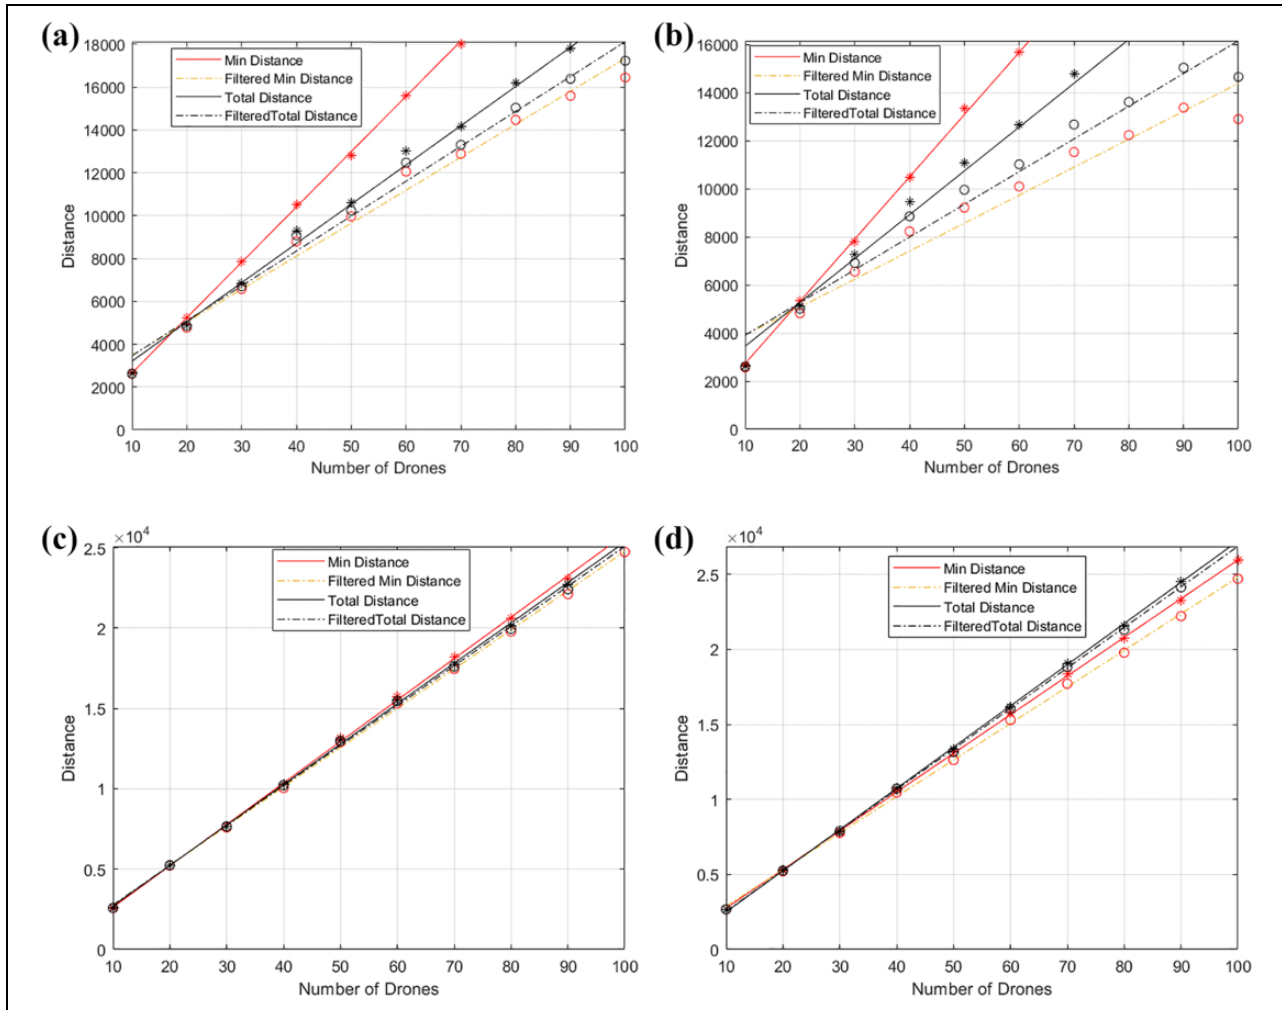 (a)
18000
16000
14000
12000
10000
8000
6000
4000
2000
0
Distance
Min Distance
Filtered Min Distance
Total Distance
FilteredTotal Distance
10 20 30 40 50 60 70 80 90 100
Number of Drones
(b)
16000
14000
12000
10000
8000
6000
4000
2000
0
Distance
Min Distance
Filtered Min Distance
Total Distance
FilteredTotal Distance
10 20 30 40 50 60 70 80 90 100
Number of Drones
(c)
×10⁴
2.5
2
1.5
1
0.5
0
Distance
Min Distance
Filtered Min Distance
Total Distance
FilteredTotal Distance
10 20 30 40 50 60 70 80 90 100
Number of Drones
(d)
×10⁴
2.5
2
1.5
1
0.5
0
Distance
Min Distance
Filtered Min Distance
Total Distance
FilteredTotal Distance
10 20 30 40 50 60 70 80 90 100
Number of Drones